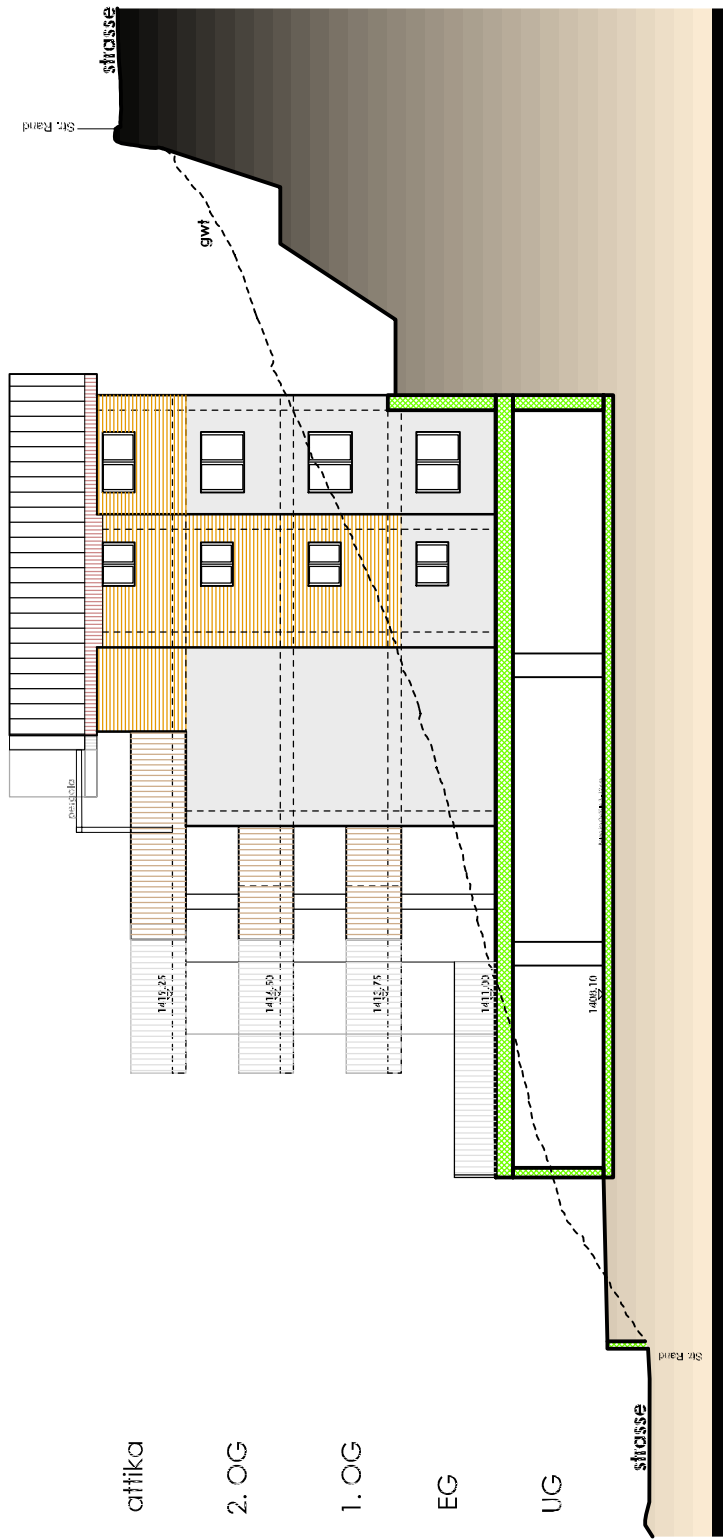 strasse
Str. Rand
gwt
pergola
attika
1419.25
2. OG
1416.50
1. OG
1413.75
EG
1411.00
UG
1408.10
Str. Rand
strasse